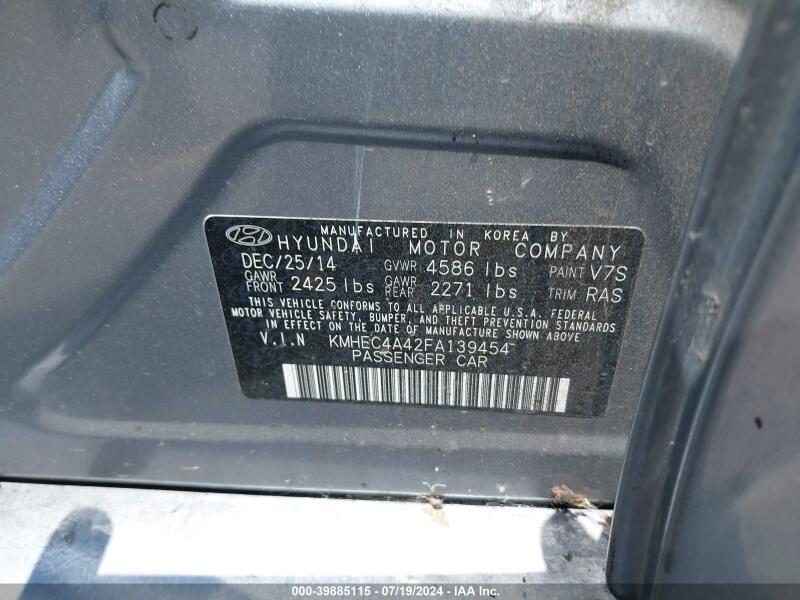 MANUFACTURED IN KOREA BY
HYUNDAI MOTOR COMPANY
DEC/25/14 GVWR 4586 lbs PAINT V7S
GAWR FRONT 2425 lbs GAWR REAR 2271 lbs TRIM RAS
THIS VEHICLE CONFORMS TO ALL APPLICABLE U.S.A. FEDERAL
MOTOR VEHICLE SAFETY, BUMPER, AND THEFT PREVENTION STANDARDS
IN EFFECT ON THE DATE OF MANUFACTURE SHOWN ABOVE
V.I.N KMHEC4A42FA139454
PASSENGER CAR
000-39885115 - 07/19/2024 - IAA Inc.